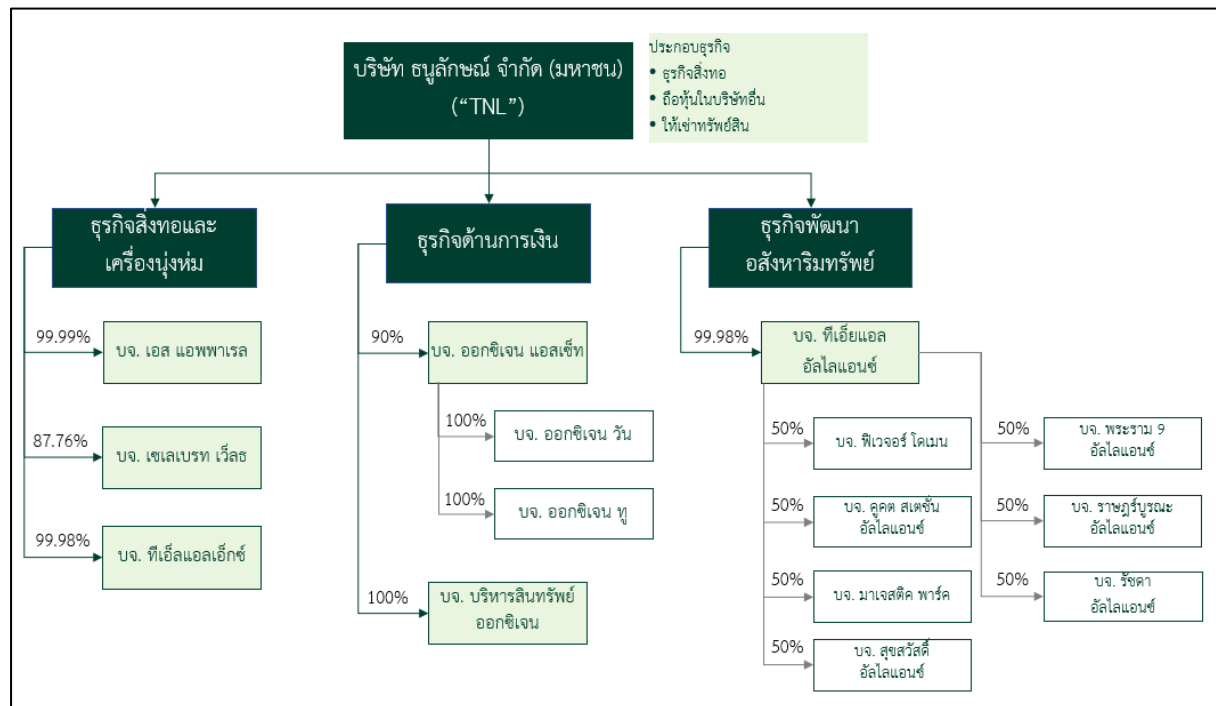 บริษัท ธนูลักษณ์ จำกัด (มหาชน)
("TNL")
ประกอบธุรกิจ
• ธุรกิจสิ่งทอ
• ถือหุ้นในบริษัทอื่น
• ให้เช่าทรัพย์สิน
ธุรกิจสิ่งทอและ
เครื่องนุ่งห่ม
99.99%
บจ. เอส แอพพาเรล
87.76%
บจ. เซเลเบรท เว็ลธ
99.98%
บจ. ทีเอ็ลแอลเอ็กซ์
ธุรกิจด้านการเงิน
90%
บจ. ออกซิเจน แอสเซ็ท
100%
บจ. ออกซิเจน วัน
100%
บจ. ออกซิเจน ทู
100%
บจ. บริหารสินทรัพย์
ออกซิเจน
ธุรกิจพัฒนา
อสังหาริมทรัพย์
99.98%
บจ. ทีเอ็ยแอล
อัลไลแอนซ์
50%
บจ. ฟิเวจอร์ โดเมน
50%
บจ. คูคต สเตชั่น
อัลไลแอนซ์
50%
บจ. มาเจสติค พาร์ค
50%
บจ. สุขสวัสดิ์
อัลไลแอนซ์
50%
บจ. พระราม 9
อัลไลแอนซ์
50%
บจ. ราษฎร์บูรณะ
อัลไลแอนซ์
50%
บจ. รัชดา
อัลไลแอนซ์